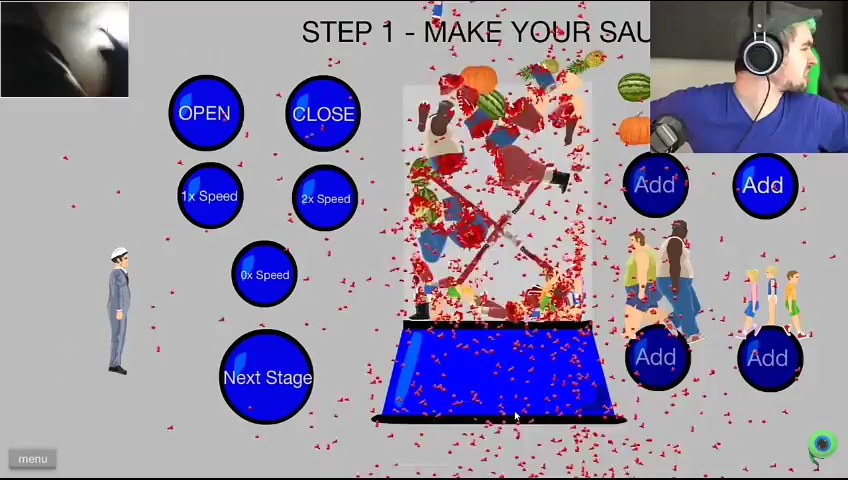 STEP 1 - MAKE YOUR SAU
OPEN
CLOSE
1x Speed
2x Speed
Add
Add
0x Speed
Next Stage
Add
Add
menu